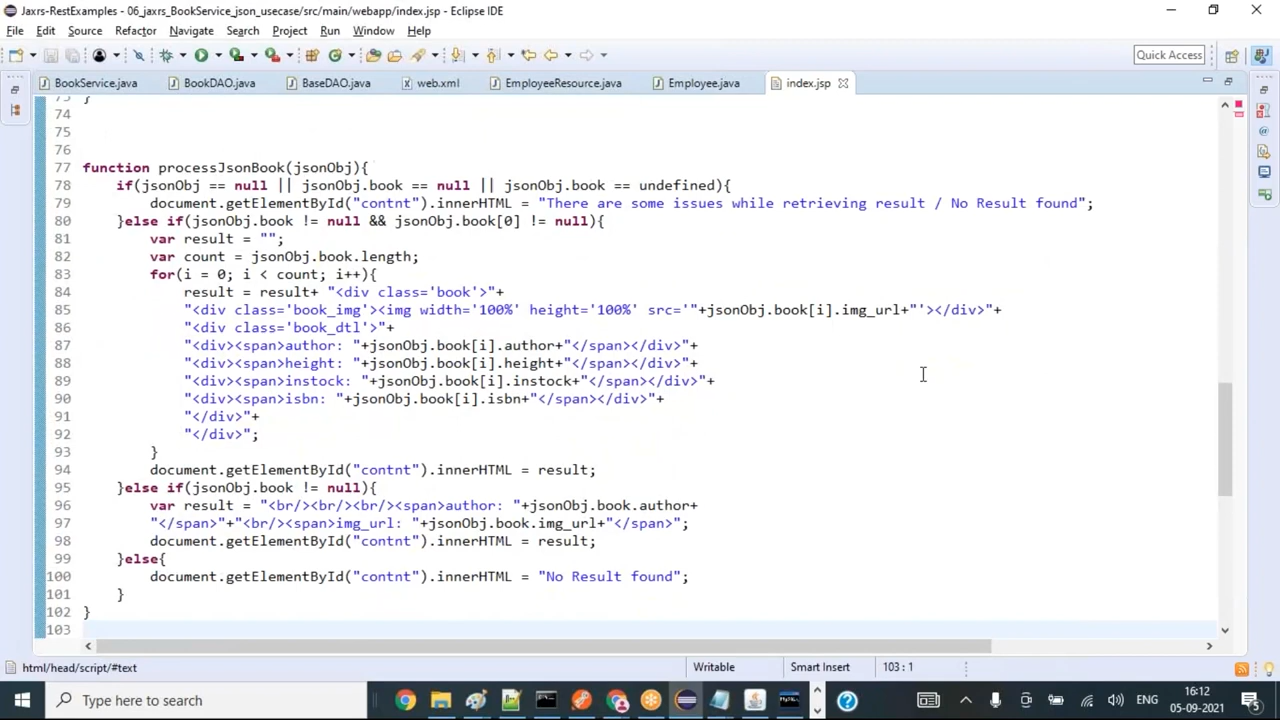 Jaxrs-RestExamples - 06_jaxrs_BookService_json_usecase/src/main/webapp/index.jsp - Eclipse IDE
File Edit Source Refactor Navigate Search Project Run Window Help
Quick Access
BookService.java BookDAO.java BaseDAO.java web.xml EmployeeResource.java Employee.java index.jsp
73 }
74
75
76
77 function processJsonBook(jsonObj){
78 if(jsonObj == null || jsonObj.book == null || jsonObj.book == undefined){
79 document.getElementById("contnt").innerHTML = "There are some issues while retrieving result / No Result found";
80 }else if(jsonObj.book != null && jsonObj.book[0] != null){
81 var result = "";
82 var count = jsonObj.book.length;
83 for(i = 0; i < count; i++){
84 result = result+ "<div class='book'>"+
85 "<div class='book_img'><img width='100%' height='100%' src='"+jsonObj.book[i].img_url+"'></div>"+
86 "<div class='book_dtl'>"+
87 "<div><span>author: "+jsonObj.book[i].author+"</span></div>"+
88 "<div><span>height: "+jsonObj.book[i].height+"</span></div>"+
89 "<div><span>instock: "+jsonObj.book[i].instock+"</span></div>"+
90 "<div><span>isbn: "+jsonObj.book[i].isbn+"</span></div>"+
91 "</div>"+
92 "</div>";
93 }
94 document.getElementById("contnt").innerHTML = result;
95 }else if(jsonObj.book != null){
96 var result = "<br/><br/><br/><span>author: "+jsonObj.book.author+
97 "</span>"+"<br/><span>img_url: "+jsonObj.book.img_url+"</span>";
98 document.getElementById("contnt").innerHTML = result;
99 }else{
100 document.getElementById("contnt").innerHTML = "No Result found";
101 }
102 }
103
html/head/script/#text Writable Smart Insert 103 : 1
Type here to search ENG 16:12
05-09-2021 5